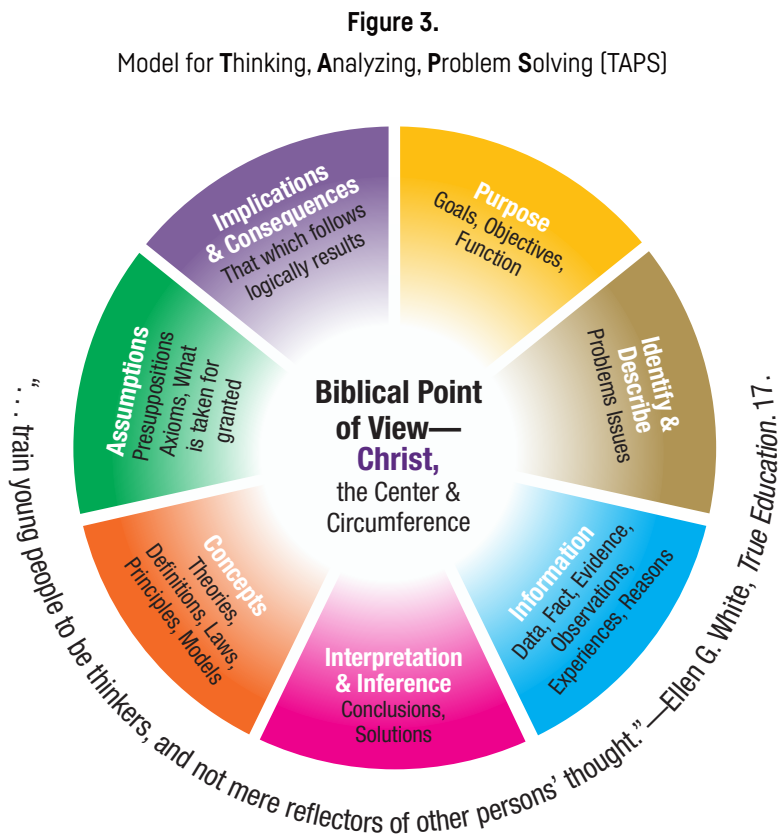 Figure 3.
Model for Thinking, Analyzing, Problem Solving (TAPS)
Purpose
Goals, Objectives,
Function
Identify &
Describe
Problems Issues
Information
Data, Fact, Evidence,
Observations,
Experiences, Reasons
Interpretation
& Inference
Conclusions,
Solutions
Concepts
Theories,
Definitions, Laws,
Principles, Models
Assumptions
Presuppositions
Axioms, What
is taken for
granted
Implications
& Consequences
That which follows
logically results
Biblical Point
of View—
Christ,
the Center &
Circumference
“. . . train young people to be thinkers, and not mere reflectors of other persons’ thought.”—Ellen G. White, True Education. 17.